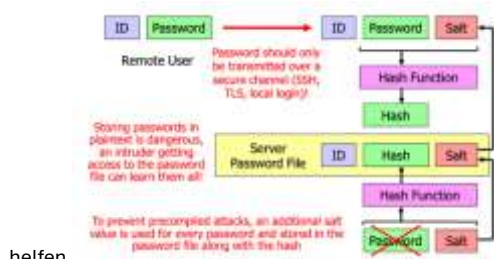 ID Password ID Password Salt
Remote User
Password should only
be transmitted over a
secure channel (SSH,
TLS, local login)!
Hash Function
Hash
Storing passwords in
plaintext is dangerous,
an intruder getting
access to the password
file can learn them all!
Server
Password File
ID Hash Salt
Hash Function
To prevent precompiled attacks, an additional salt
value is used for every password and stored in the
password file along with the hash
Password Salt
helfen